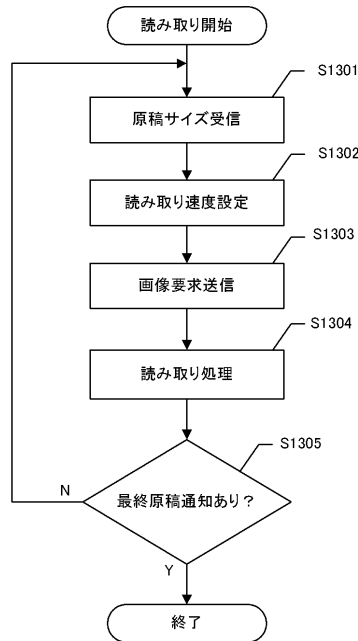 読み取り開始
S1301
原稿サイズ受信
S1302
読み取り速度設定
S1303
画像要求送信
S1304
読み取り処理
S1305
最終原稿通知あり？
N
Y
終了